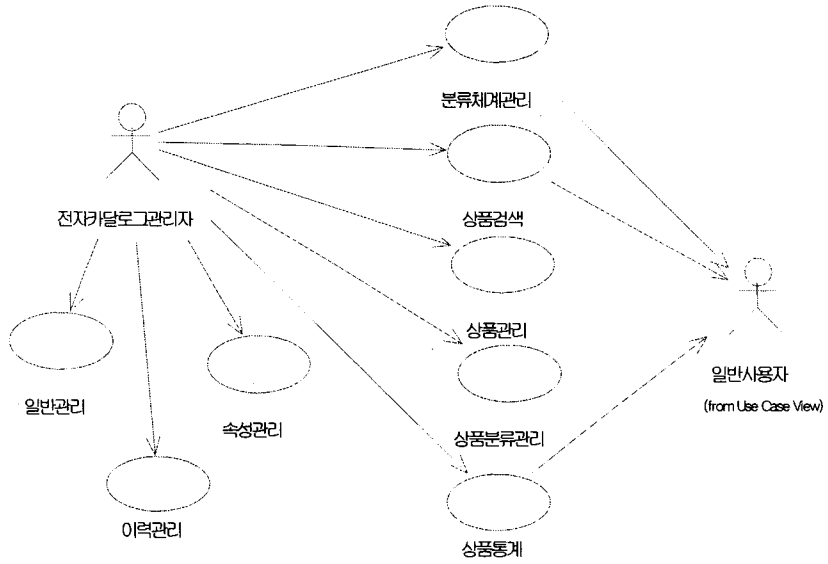 분류체계관리
전자카달로그관리자
상품검색
상품관리
일반사용자
(from Use Case View)
일반관리
속성관리
상품분류관리
이력관리
상품통계